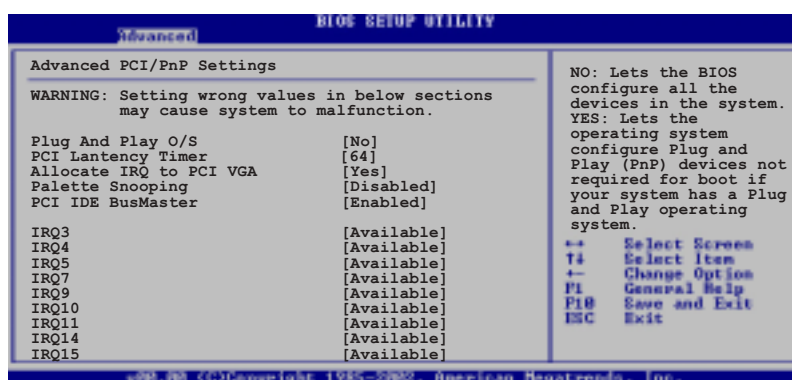 BIOS SETUP UTILITY
Advanced
Advanced PCI/PnP Settings
WARNING: Setting wrong values in below sections
may cause system to malfunction.
Plug And Play O/S [No]
PCI Lantency Timer [64]
Allocate IRQ to PCI VGA [Yes]
Palette Snooping [Disabled]
PCI IDE BusMaster [Enabled]
IRQ3 [Available]
IRQ4 [Available]
IRQ5 [Available]
IRQ7 [Available]
IRQ9 [Available]
IRQ10 [Available]
IRQ11 [Available]
IRQ14 [Available]
IRQ15 [Available]
NO: Lets the BIOS
configure all the
devices in the system.
YES: Lets the
operating system
configure Plug and
Play (PnP) devices not
required for boot if
your system has a Plug
and Play operating
system.
←→ Select Screen
↑↓ Select Item
+- Change Option
F1 General Help
F10 Save and Exit
ESC Exit
v00.00 (C)Copyright 1985-2002, American Megatrends, Inc.